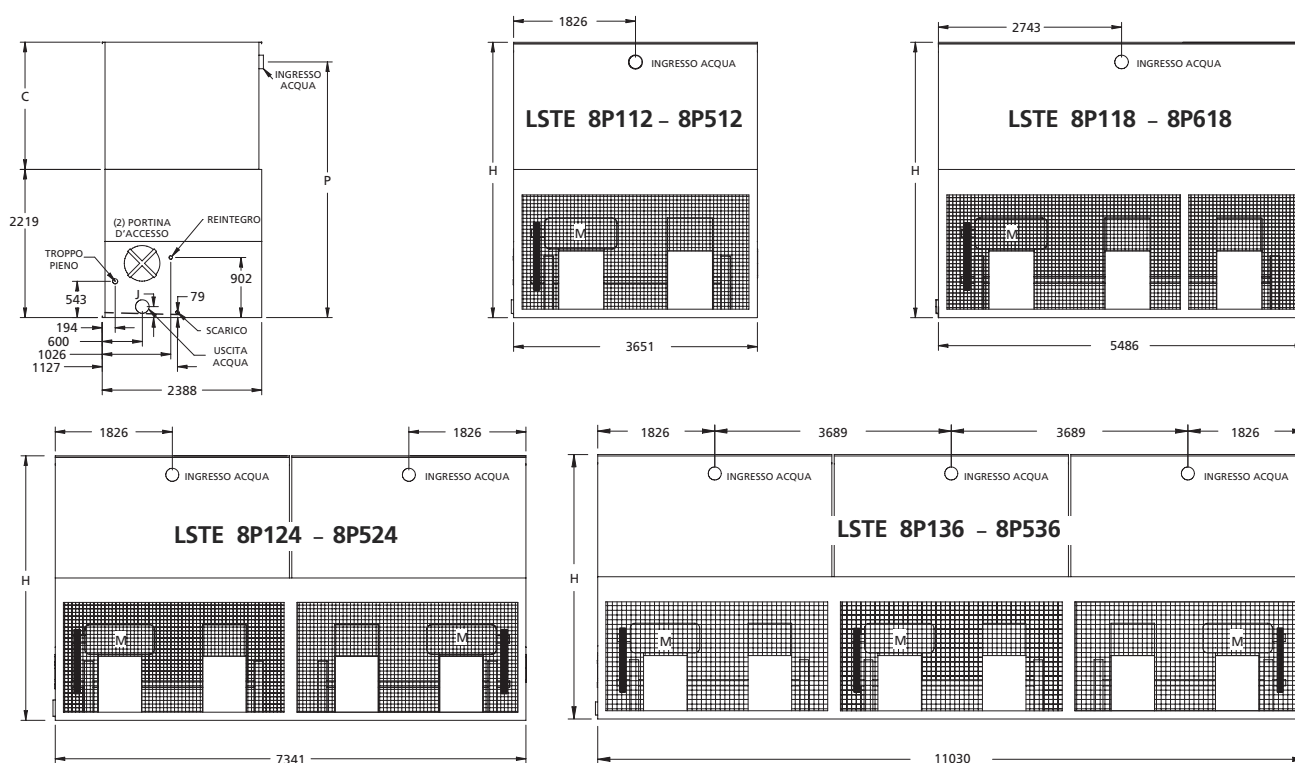 C
2219
INGRESSO
ACQUA
P
(2) PORTINA
D'ACCESSO
REINTEGRO
TROPPO
PIENO
543
J
79
902
194
600
1026
1127
SCARICO
USCITA
ACQUA
2388
1826
INGRESSO ACQUA
LSTE 8P112 – 8P512
H
M
3651
2743
INGRESSO ACQUA
LSTE 8P118 – 8P618
H
M
5486
1826
1826
INGRESSO ACQUA
INGRESSO ACQUA
LSTE 8P124 – 8P524
H
M
M
7341
1826
3689
3689
1826
INGRESSO ACQUA
INGRESSO ACQUA
INGRESSO ACQUA
LSTE 8P136 – 8P536
H
M
M
M
11030